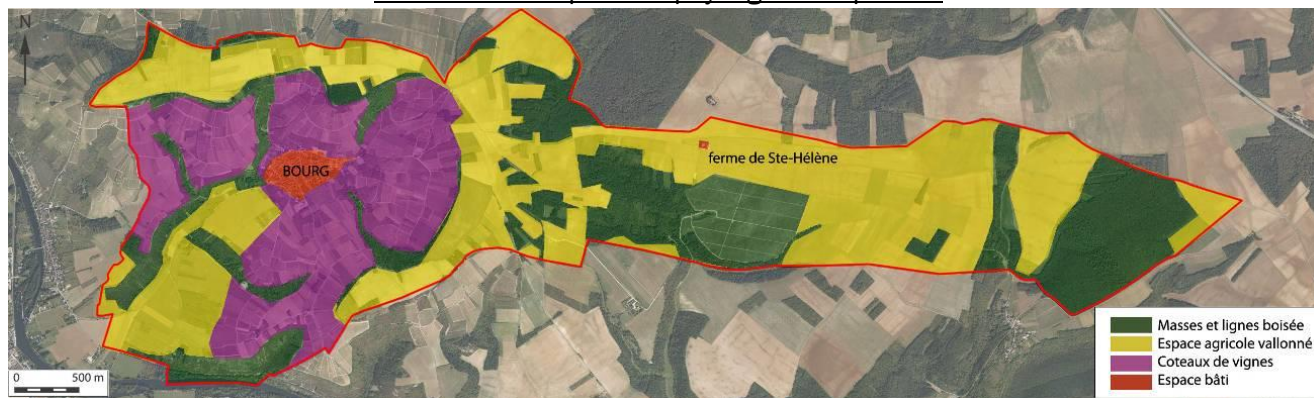 N
BOURG
ferme de Ste-Hélène
Masses et lignes boisée
Espace agricole vallonné
Coteaux de vignes
Espace bâti
0 500 m